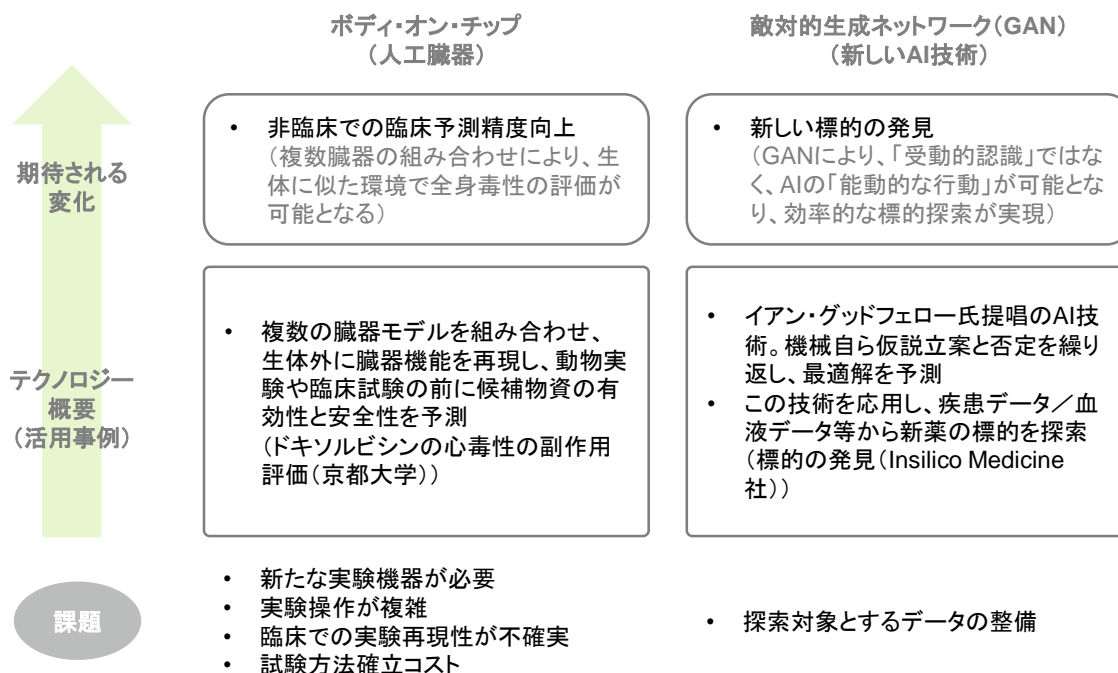 ボディ・オン・チップ
（人工臓器）
敵対的生成ネットワーク（GAN）
（新しいAI技術）
期待される
変化
• 非臨床での臨床予測精度向上
（複数臓器の組み合わせにより、生
体に似た環境で全身毒性の評価が
可能となる）
• 新しい標的の発見
（GANにより、「受動的認識」ではな
く、AIの「能動的な行動」が可能とな
り、効率的な標的探索が実現）
テクノロジー
概要
（活用事例）
• 複数の臓器モデルを組み合わせ、
生体外に臓器機能を再現し、動物実
験や臨床試験の前に候補物資の有
効性と安全性を予測
（ドキソルビシンの心毒性の副作用
評価（京都大学））
• イアン・グッドフェロー氏提唱のAI技
術。機械自ら仮説立案と否定を繰り
返し、最適解を予測
• この技術を応用し、疾患データ／血
液データ等から新薬の標的を探索
（標的の発見（Insilico Medicine
社））
課題
• 新たな実験機器が必要
• 実験操作が複雑
• 臨床での実験再現性が不確実
• 試験方法確立コスト
• 探索対象とするデータの整備